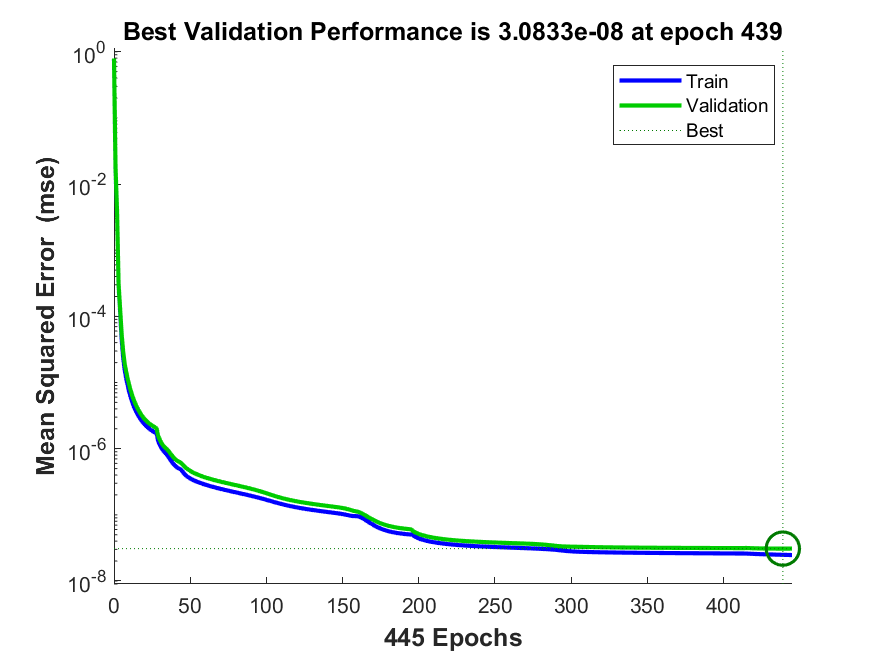 Best Validation Performance is 3.0833e-08 at epoch 439
10^0
10^-2
10^-4
10^-6
10^-8
Mean Squared Error (mse)
Train
Validation
Best
0 50 100 150 200 250 300 350 400
445 Epochs